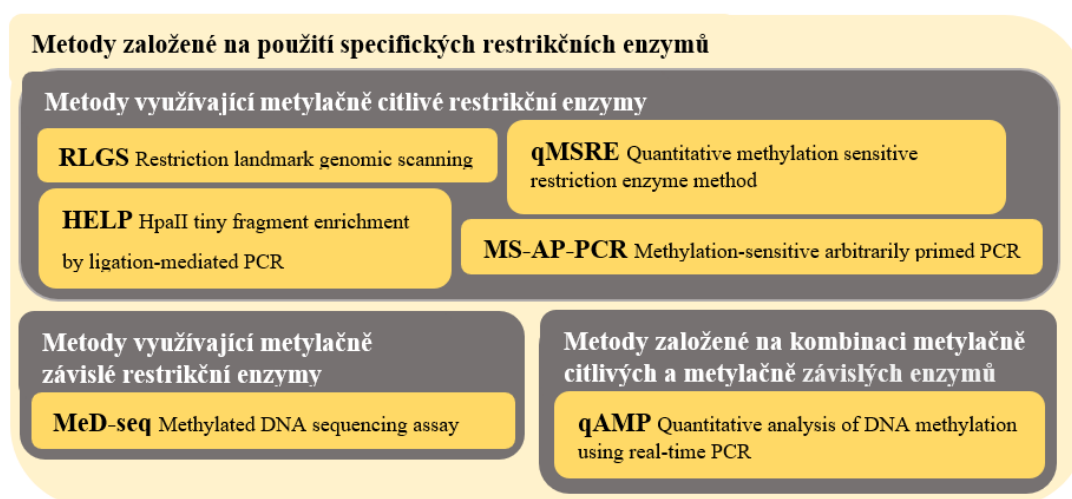 Metody založené na použití specifických restrikčních enzymů
Metody využívající metylačně citlivé restrikční enzymy
RLGS Restriction landmark genomic scanning
qMSRE Quantitative methylation sensitive
restriction enzyme method
HELP HpaII tiny fragment enrichment
by ligation-mediated PCR
MS-AP-PCR Methylation-sensitive arbitrarily primed PCR
Metody využívající metylačně
závislé restrikční enzymy
MeD-seq Methylated DNA sequencing assay
Metody založené na kombinaci metylačně
citlivých a metylačně závislých enzymů
qAMP Quantitative analysis of DNA methylation
using real-time PCR